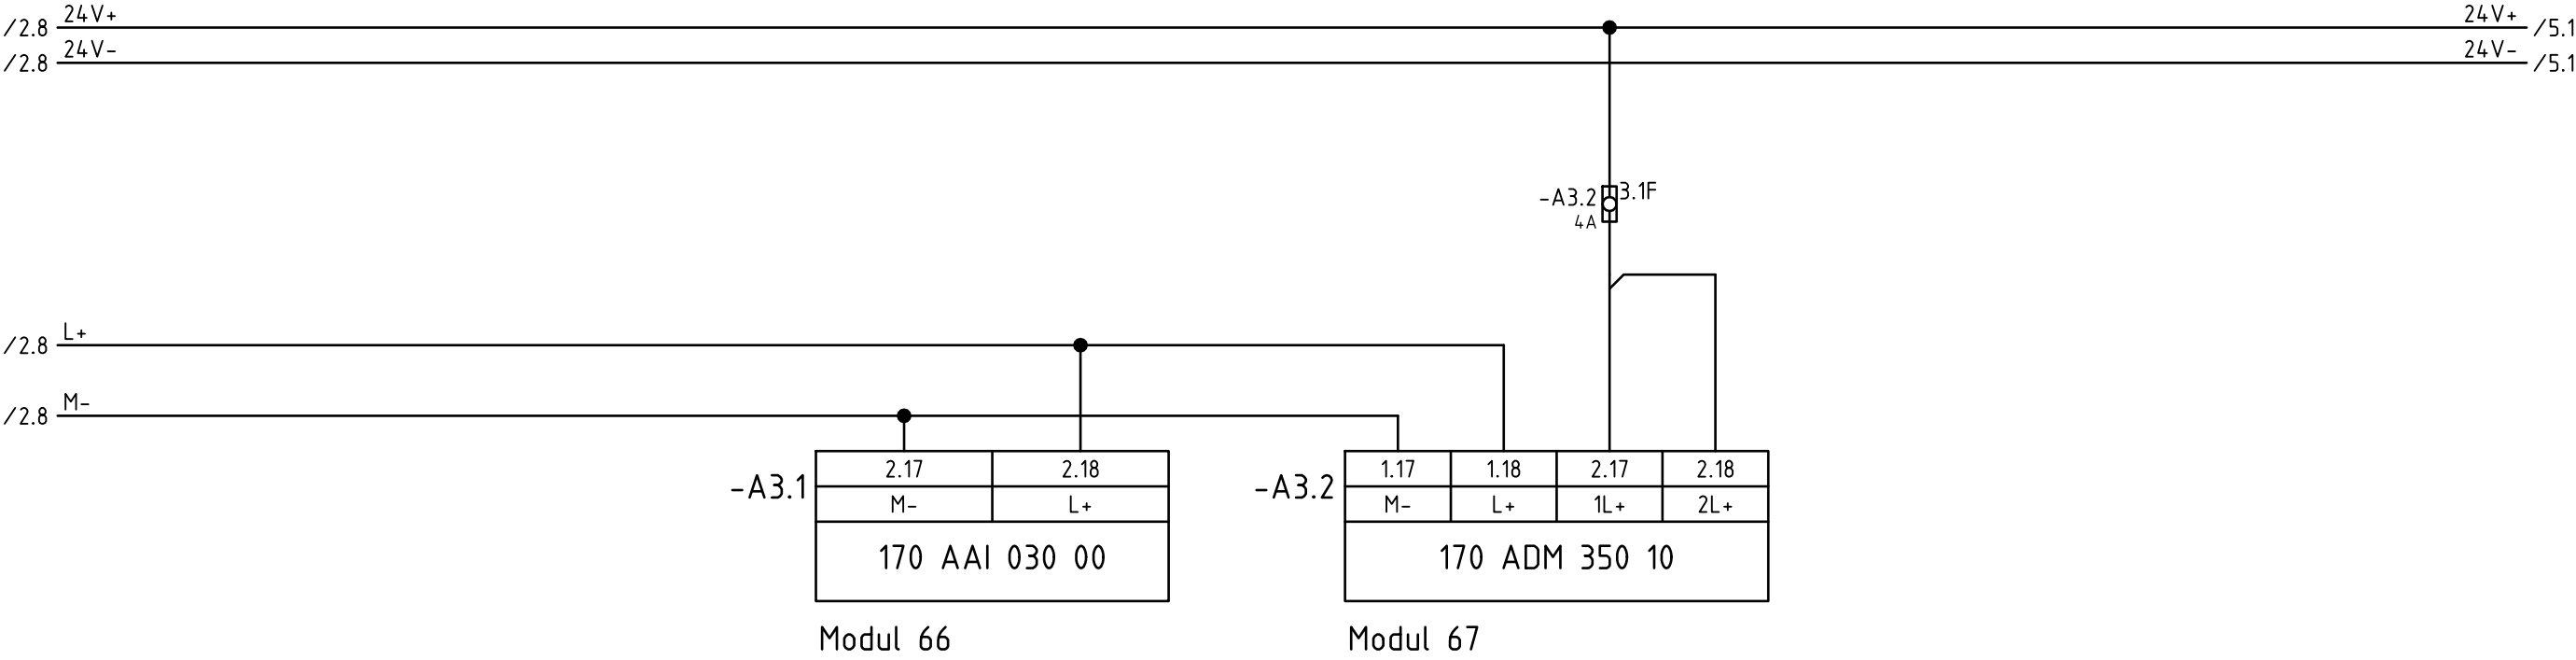 24V+ 24V+
/2.8 /5.1
24V- 24V-
/2.8 /5.1
-A3.2 3.1F
4A
L+
/2.8
M-
/2.8
-A3.1 2.17 2.18 -A3.2 1.17 1.18 2.17 2.18
M- L+ M- L+ 1L+ 2L+
170 AAI 030 00 170 ADM 350 10
Modul 66 Modul 67